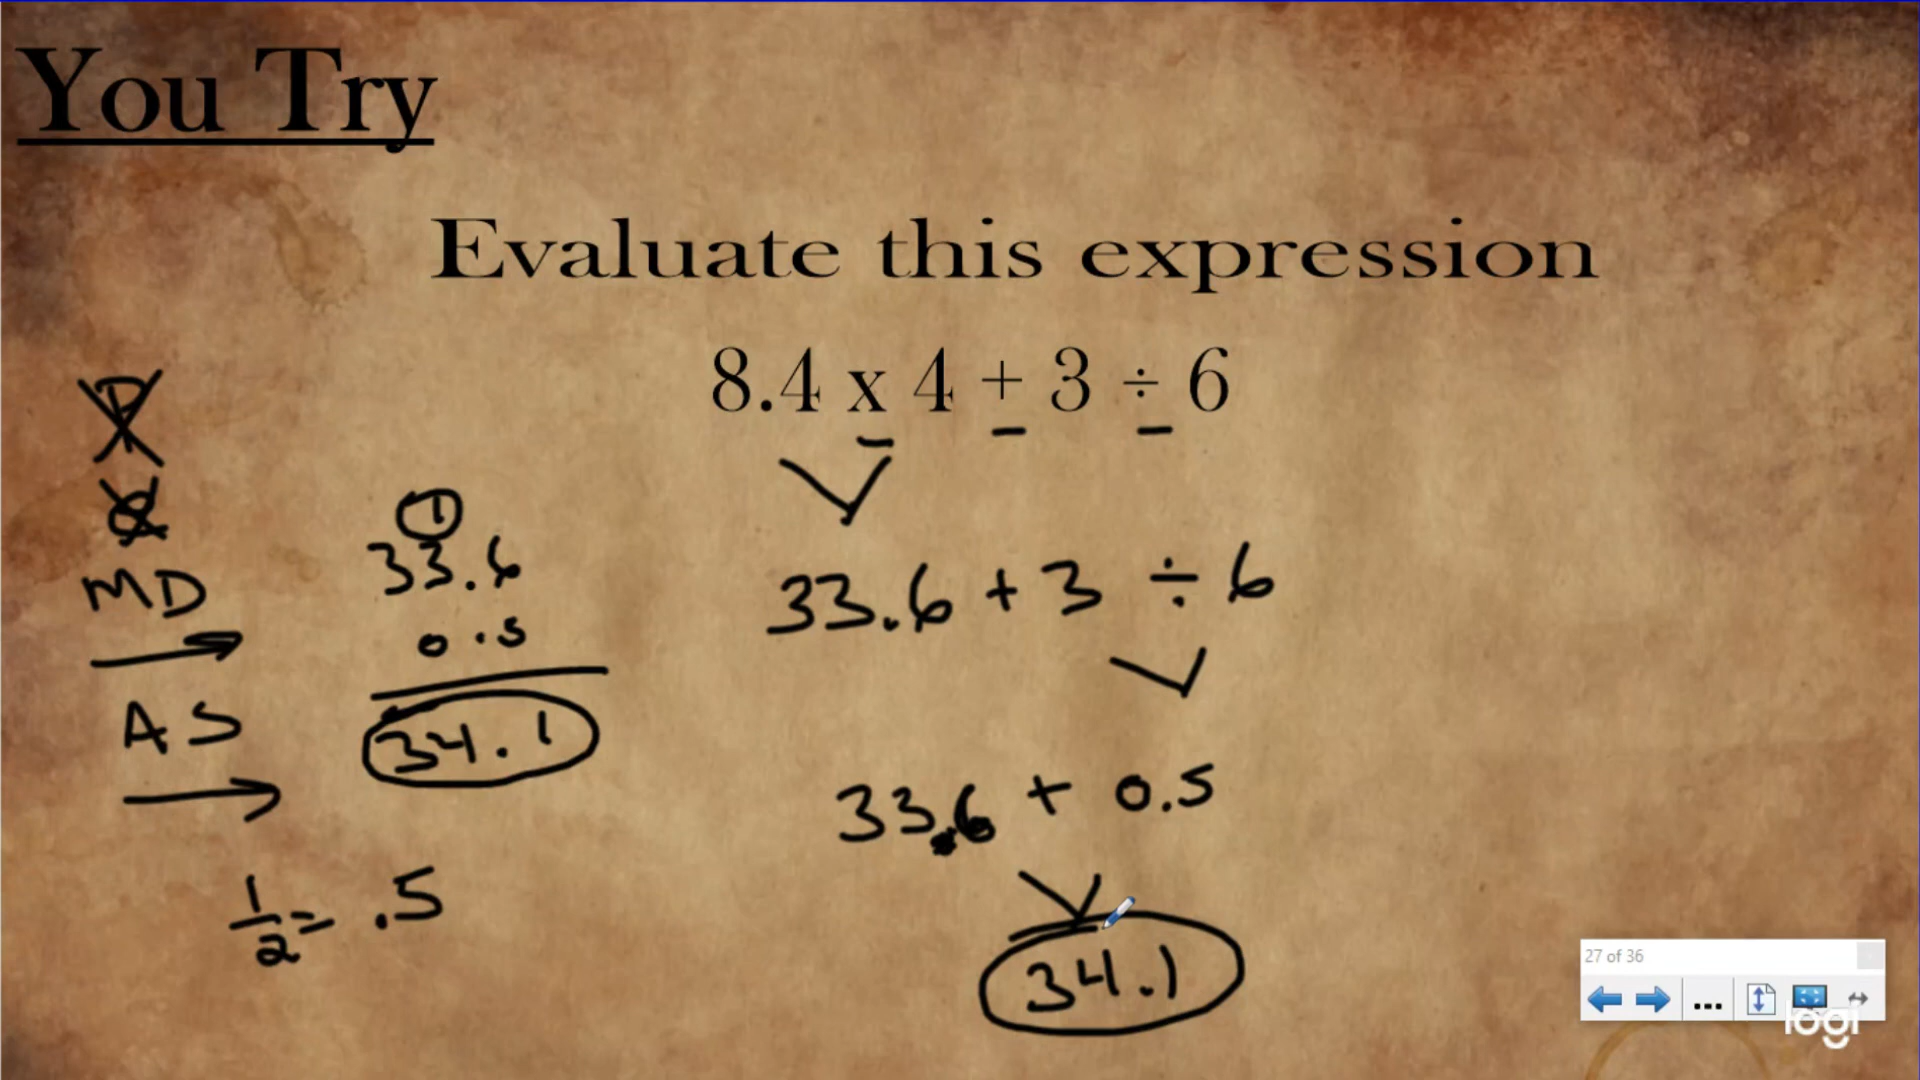 You Try
Evaluate this expression
8.4 x 4 + 3 ÷ 6
P
MD
AS
1/2 = .5
1
33.6
0.5
34.1
33.6 + 3 ÷ 6
33.6 + 0.5
34.1
27 of 36
...
logi